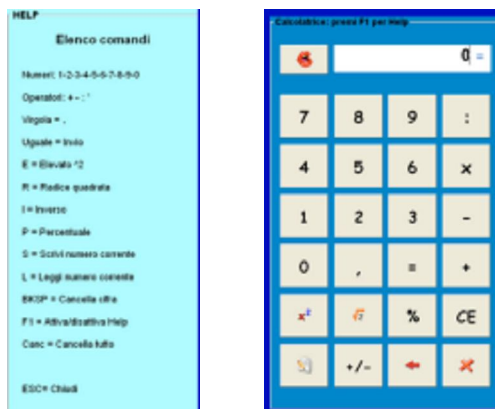 HELP
Elenco comandi
Numeri: 1-2-3-4-5-6-7-8-9-0
Operatori: + - : *
Virgola = ,
Uguale = Invio
E = Elevato ^2
R = Radice quadrata
I = Inverso
P = Percentuale
S = Scrivi numero corrente
L = Leggi numero corrente
BKSP = Cancella cifra
F1 = Attiva/disattiva Help
Canc = Cancella tutto
ESC= Chiudi
Calcolatrice: premi F1 per Help
0 =
7 8 9 :
4 5 6 x
1 2 3 -
0 , = +
x² √ % CE
+/-